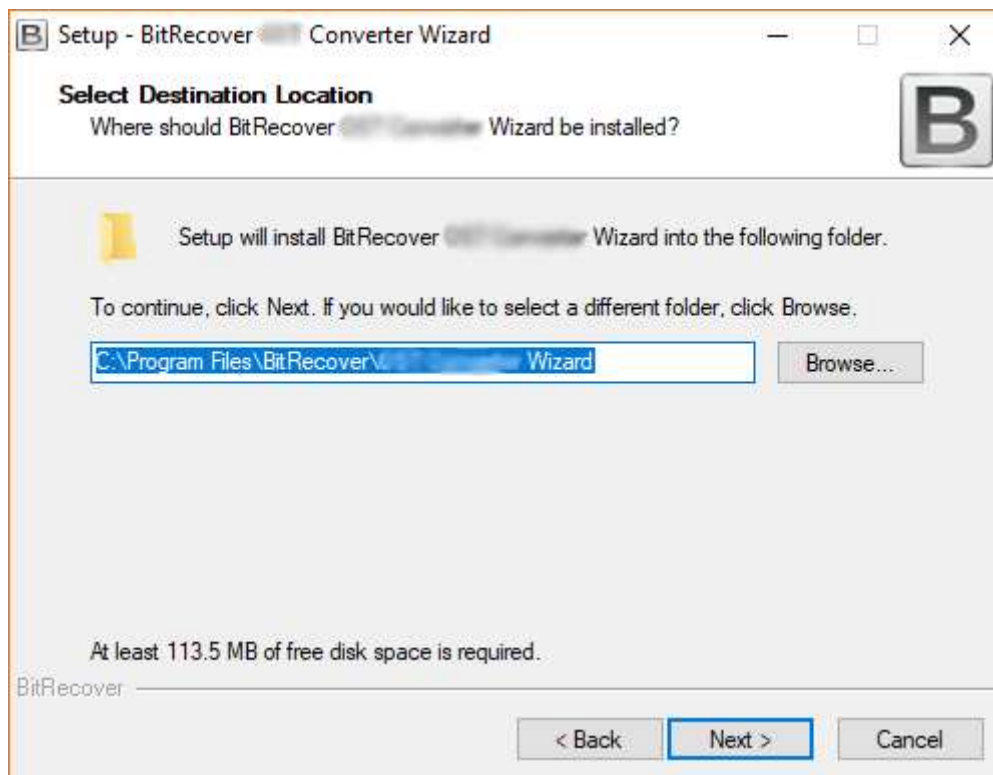 B Setup - BitRecover Converter Wizard
Select Destination Location
Where should BitRecover Wizard be installed?
B
Setup will install BitRecover Wizard into the following folder.
To continue, click Next. If you would like to select a different folder, click Browse.
C:\Program Files\BitRecover\ Wizard
Browse...
At least 113.5 MB of free disk space is required.
BitRecover
< Back
Next >
Cancel